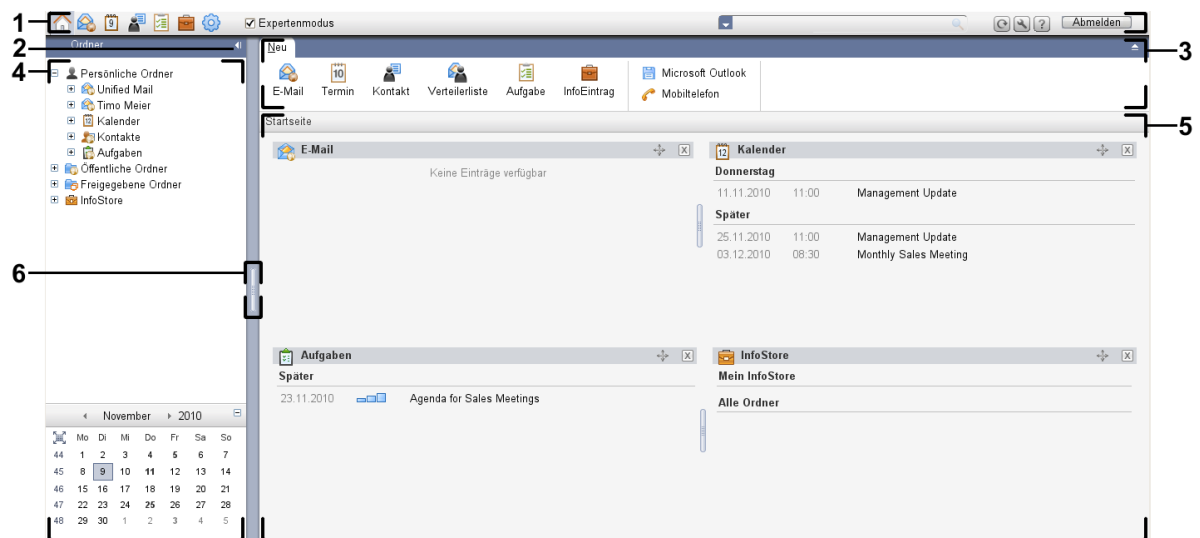 1
9
Expertenmodus
?
Abmelden
2
Ordner
Neu
3
4
Persönliche Ordner
Unified Mail
Timo Meier
Kalender
Kontakte
Aufgaben
Öffentliche Ordner
Freigegebene Ordner
InfoStore
10
E-Mail Termin Kontakt Verteilerliste Aufgabe InfoEintrag
Microsoft Outlook
Mobiltelefon
Startseite
5
E-Mail X
Keine Einträge verfügbar
12 Kalender X
Donnerstag
11.11.2010 11:00 Management Update
Später
25.11.2010 11:00 Management Update
03.12.2010 08:30 Monthly Sales Meeting
6
Aufgaben X
Später
23.11.2010 Agenda for Sales Meetings
InfoStore X
Mein InfoStore
Alle Ordner
November 2010
Mo Di Mi Do Fr Sa So
44 1 2 3 4 5 6 7
45 8 9 10 11 12 13 14
46 15 16 17 18 19 20 21
47 22 23 24 25 26 27 28
48 29 30 1 2 3 4 5